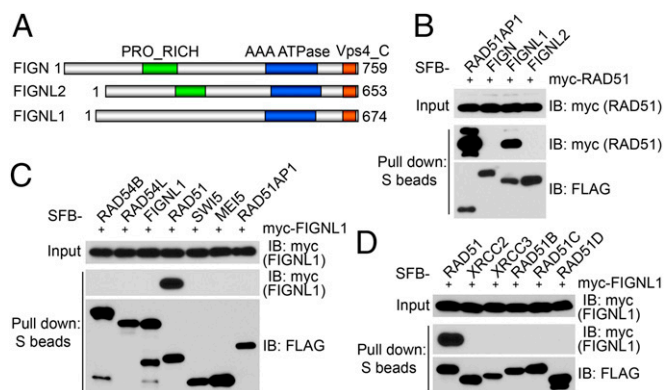 A
PRO_RICH AAA ATPase Vps4_C
FIGN 1 759
FIGNL2 1 653
FIGNL1 1 674
B
SFB- RAD51AP1 FIGN FIGNL1 FIGNL2
+ + + + myc-RAD51
Input IB: myc (RAD51)
Pull down: S beads
IB: myc (RAD51)
IB: FLAG
C
SFB- RAD54B RAD54L FIGNL1 RAD51 SWI5 MEI5 RAD51AP1
+ + + + + + + myc-FIGNL1
Input IB: myc (FIGNL1)
Pull down: S beads
IB: myc (FIGNL1)
IB: FLAG
D
SFB- RAD51 XRCC2 XRCC3 RAD51B RAD51C RAD51D
+ + + + + + myc-FIGNL1
Input IB: myc (FIGNL1)
Pull down: S beads
IB: myc (FIGNL1)
IB: FLAG